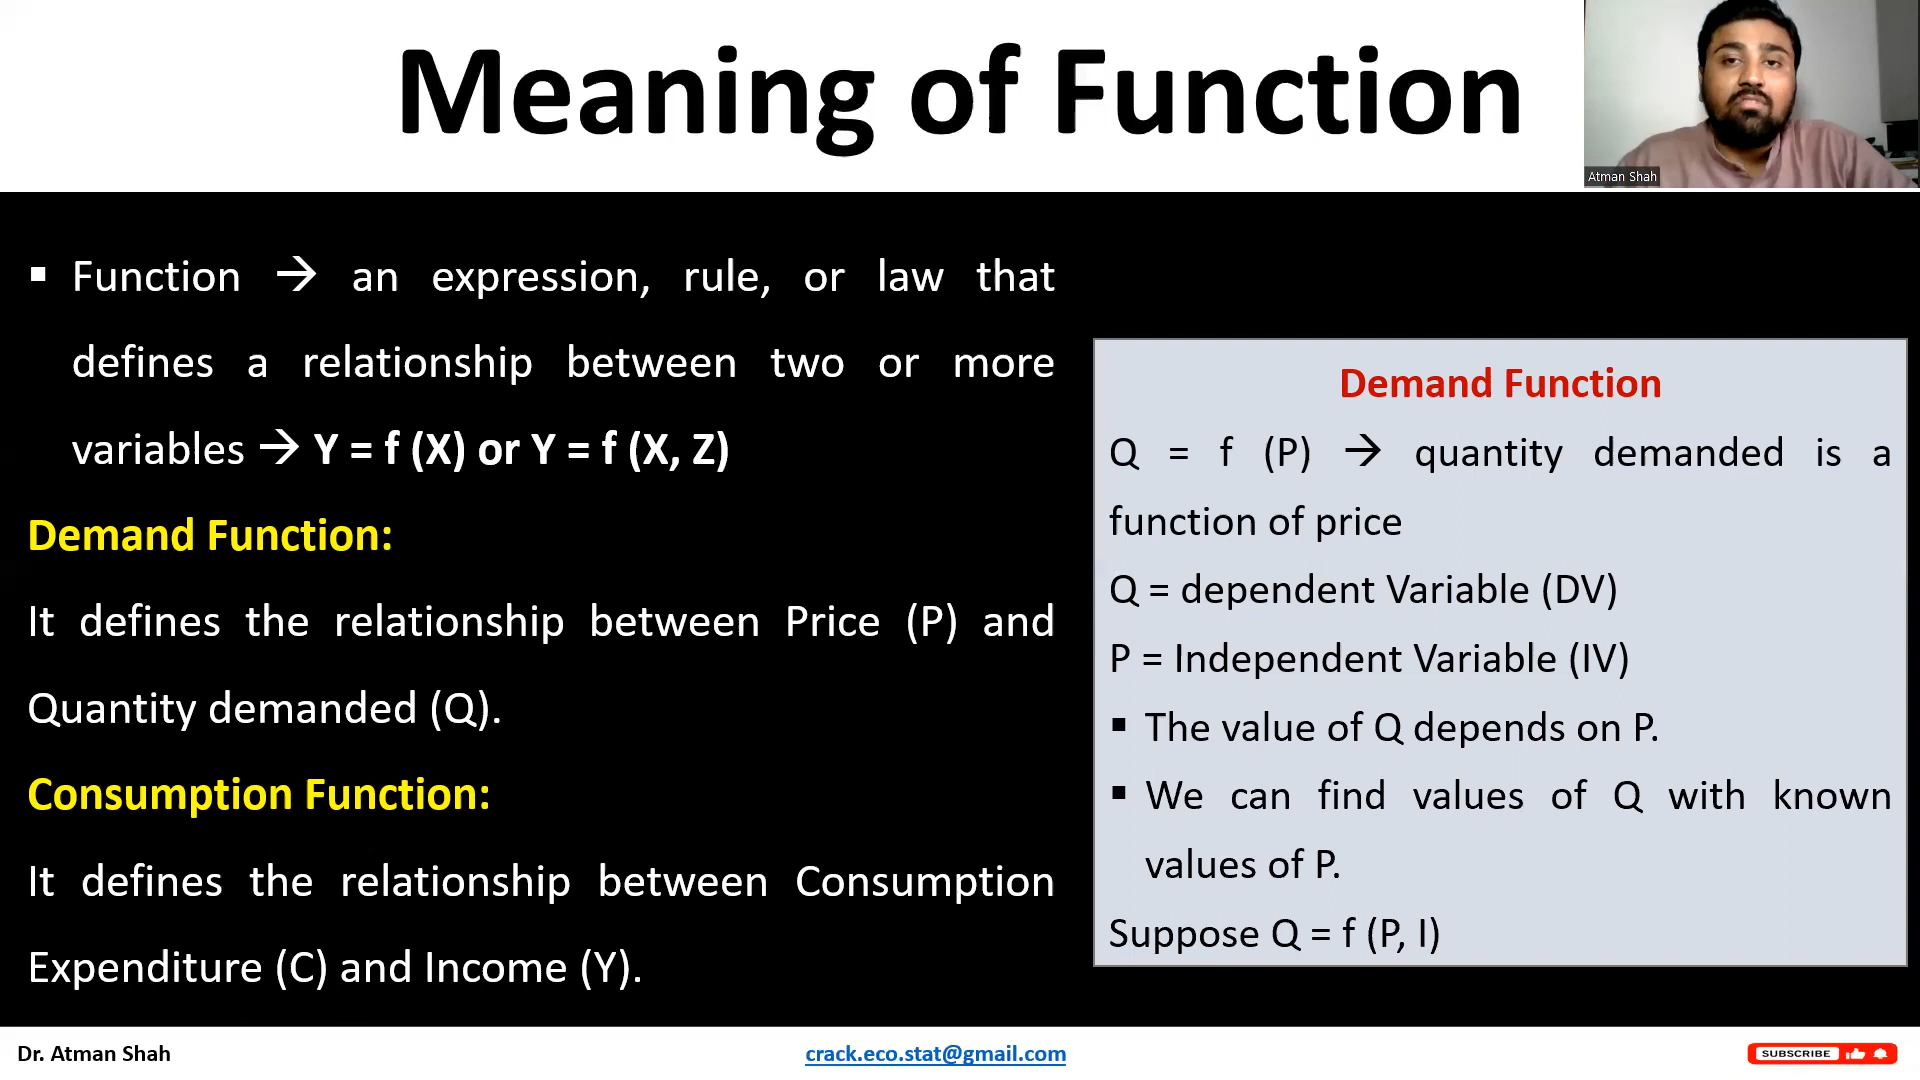 Meaning of Function
Atman Shah
▪ Function → an expression, rule, or law that
defines a relationship between two or more
variables → Y = f (X) or Y = f (X, Z)
Demand Function:
It defines the relationship between Price (P) and
Quantity demanded (Q).
Consumption Function:
It defines the relationship between Consumption
Expenditure (C) and Income (Y).
Demand Function
Q = f (P) → quantity demanded is a
function of price
Q = dependent Variable (DV)
P = Independent Variable (IV)
▪ The value of Q depends on P.
▪ We can find values of Q with known
values of P.
Suppose Q = f (P, I)
Dr. Atman Shah
crack.eco.stat@gmail.com
SUBSCRIBE